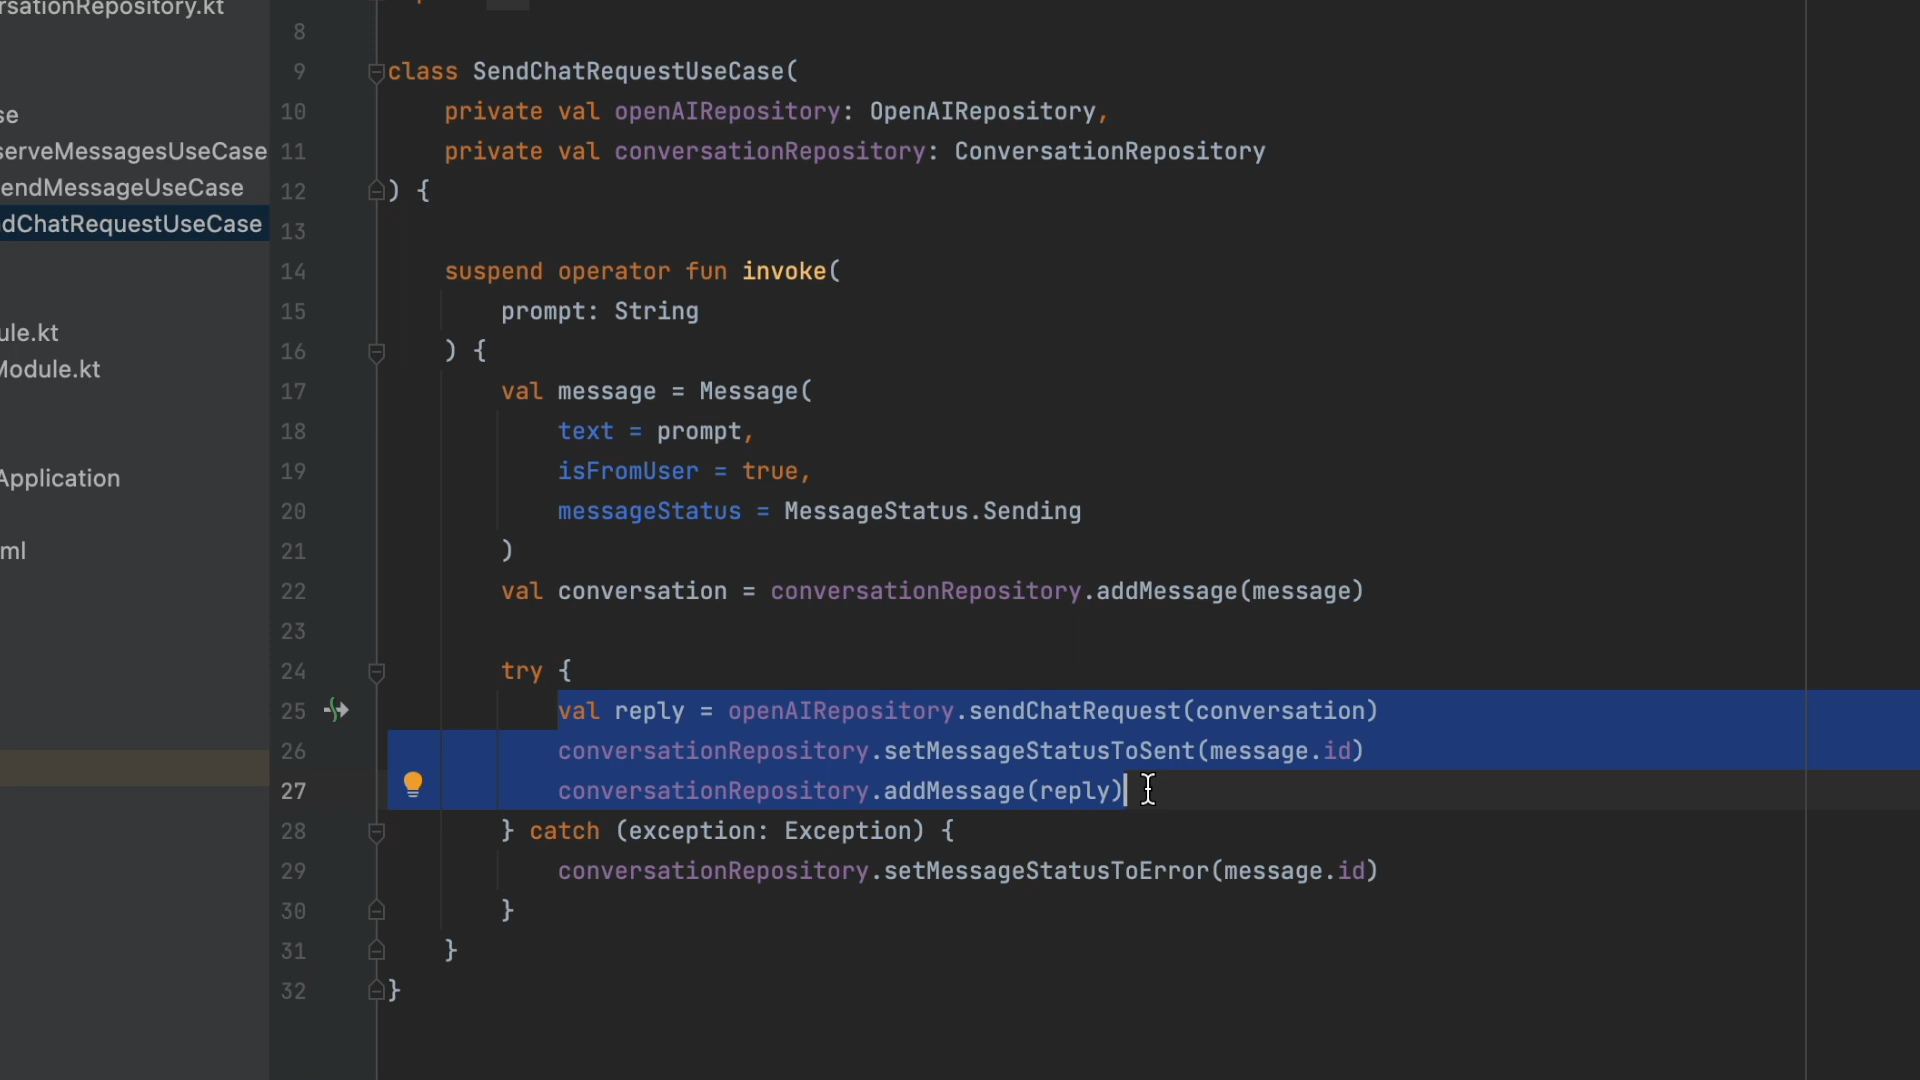 rsationRepository.kt
se
serveMessagesUseCase
endMessageUseCase
dChatRequestUseCase
ule.kt
Module.kt
Application
ml
8
9 class SendChatRequestUseCase(
10 private val openAIRepository: OpenAIRepository,
11 private val conversationRepository: ConversationRepository
12 ) {
13
14 suspend operator fun invoke(
15 prompt: String
16 ) {
17 val message = Message(
18 text = prompt,
19 isFromUser = true,
20 messageStatus = MessageStatus.Sending
21 )
22 val conversation = conversationRepository.addMessage(message)
23
24 try {
25 val reply = openAIRepository.sendChatRequest(conversation)
26 conversationRepository.setMessageStatusToSent(message.id)
27 conversationRepository.addMessage(reply)
28 } catch (exception: Exception) {
29 conversationRepository.setMessageStatusToError(message.id)
30 }
31 }
32 }